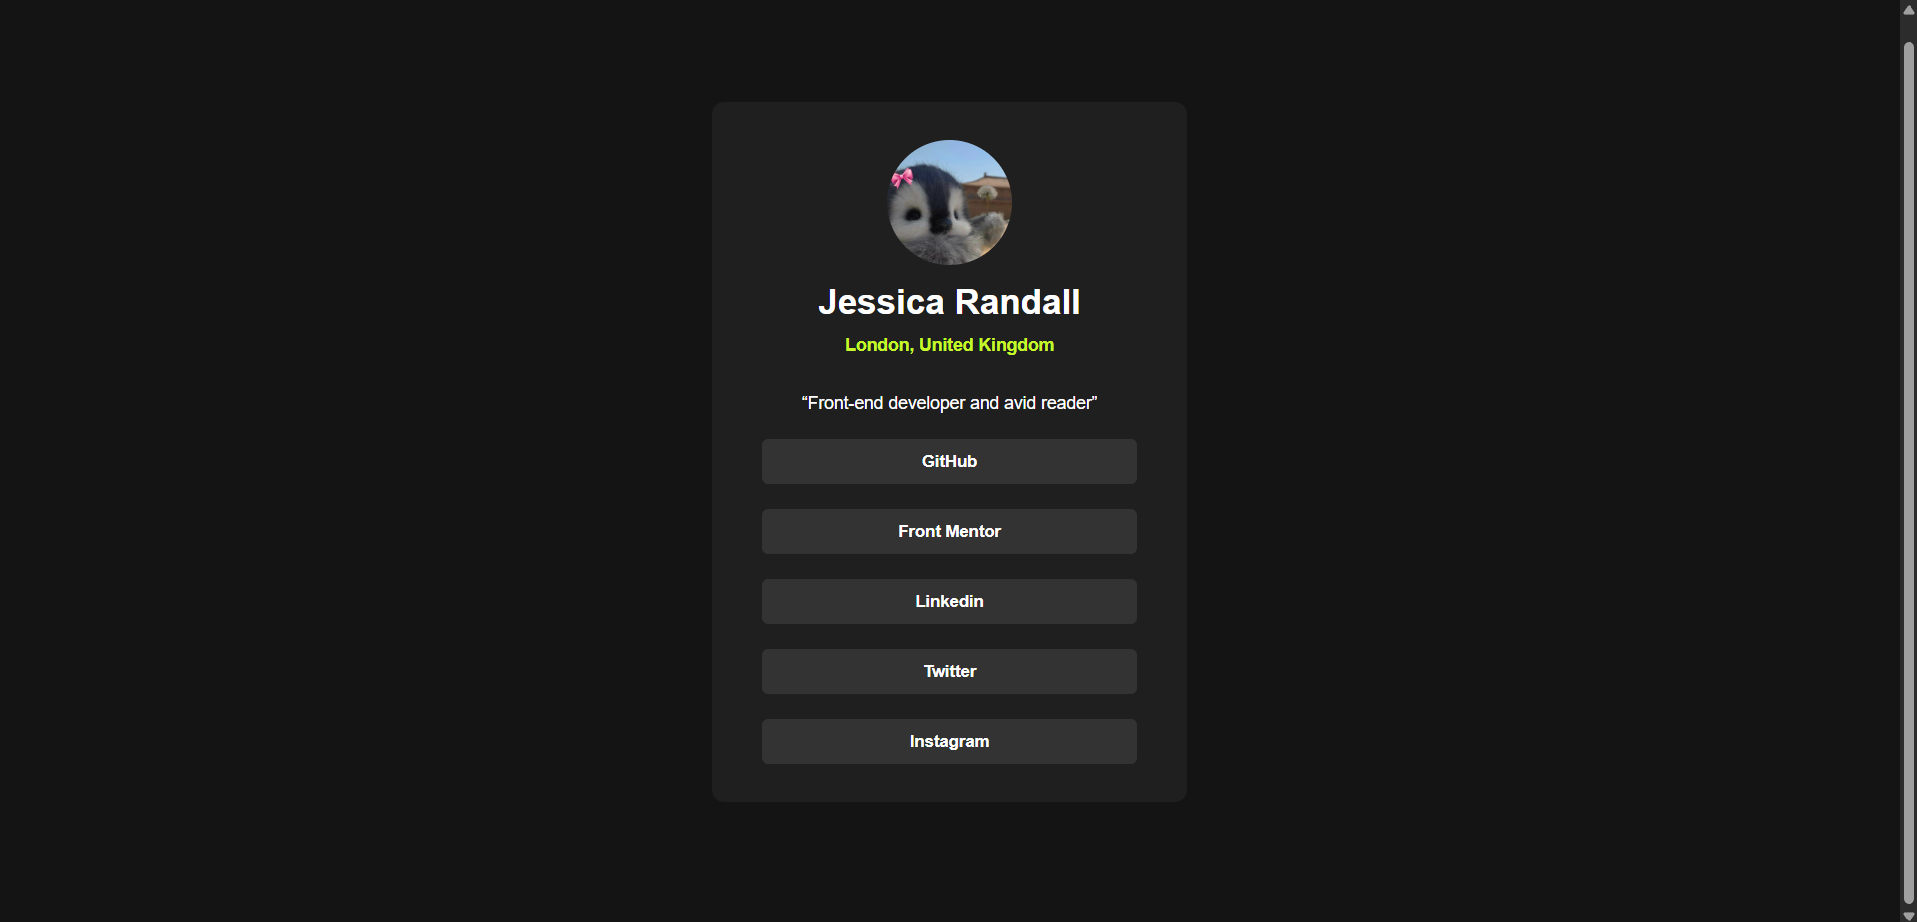 Jessica Randall
London, United Kingdom
“Front-end developer and avid reader”
GitHub
Front Mentor
Linkedin
Twitter
Instagram